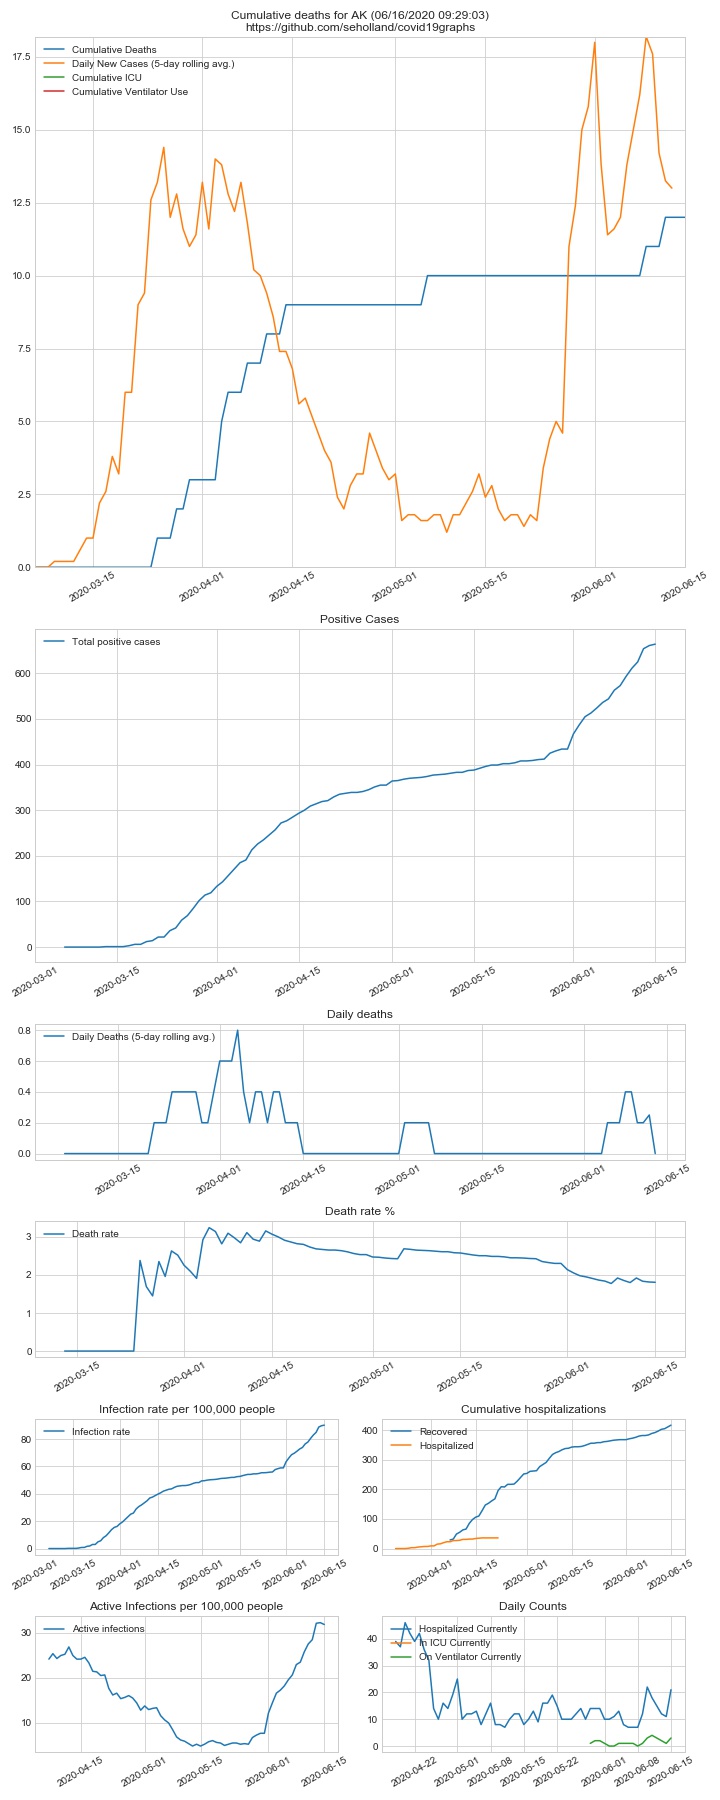 Cumulative deaths for AK (06/16/2020 09:29:03)
https://github.com/seholland/covid19graphs
Cumulative Deaths
Daily New Cases (5-day rolling avg.)
Cumulative ICU
Cumulative Ventilator Use
17.5
15.0
12.5
10.0
7.5
5.0
2.5
0.0
2020-03-15 2020-04-01 2020-04-15 2020-05-01 2020-05-15 2020-06-01 2020-06-15
Positive Cases
Total positive cases
600
500
400
300
200
100
0
2020-03-01 2020-03-15 2020-04-01 2020-04-15 2020-05-01 2020-05-15 2020-06-01 2020-06-15
Daily deaths
Daily Deaths (5-day rolling avg.)
0.8
0.6
0.4
0.2
0.0
2020-03-15 2020-04-01 2020-04-15 2020-05-01 2020-05-15 2020-06-01 2020-06-15
Death rate %
Death rate
3
2
1
0
2020-03-15 2020-04-01 2020-04-15 2020-05-01 2020-05-15 2020-06-01 2020-06-15
Infection rate per 100,000 people
Infection rate
80
60
40
20
0
2020-03-01 2020-03-15 2020-04-01 2020-04-15 2020-05-01 2020-05-15 2020-06-01 2020-06-15
Cumulative hospitalizations
Recovered
Hospitalized
400
300
200
100
0
2020-04-01 2020-04-15 2020-05-01 2020-05-15 2020-06-01 2020-06-15
Active Infections per 100,000 people
Active infections
30
20
10
2020-04-15 2020-05-01 2020-05-15 2020-06-01 2020-06-15
Daily Counts
Hospitalized Currently
In ICU Currently
On Ventilator Currently
40
30
20
10
0
2020-04-22 2020-05-01 2020-05-08 2020-05-15 2020-05-22 2020-06-01 2020-06-08 2020-06-15